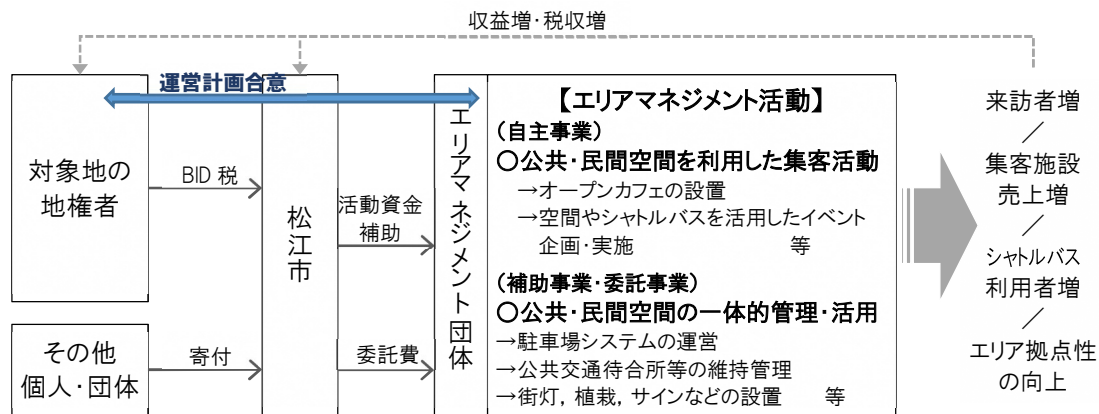 収益増・税収増
運営計画合意
対象地の
地権者
BID 税
その他
個人・団体
寄付
松江市
活動資金
補助
委託費
エリアマネジメント団体
【エリアマネジメント活動】
（自主事業）
○公共・民間空間を利用した集客活動
→オープンカフェの設置
→空間やシャトルバスを活用したイベント
企画・実施　等
（補助事業・委託事業）
○公共・民間空間の一体的管理・活用
→駐車場システムの運営
→公共交通待合所等の維持管理
→街灯，植栽，サインなどの設置　等
来訪者増
／
集客施設
売上増
／
シャトルバス
利用者増
／
エリア拠点性
の向上